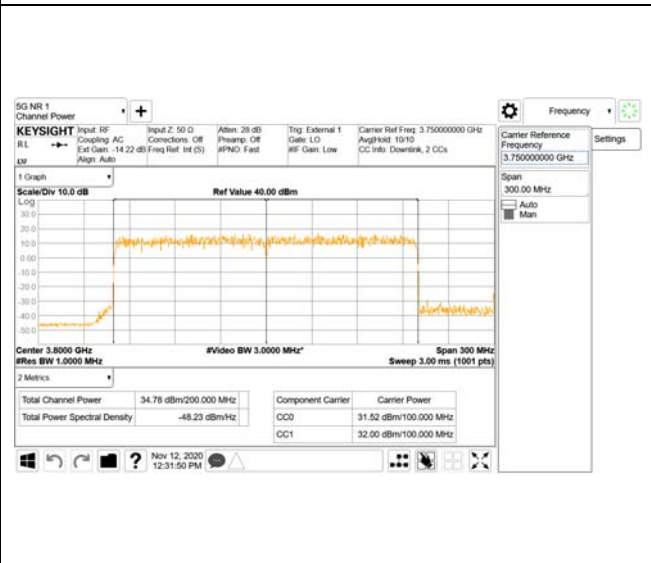 5G NR 1
Channel Power
Frequency
KEYSIGHT
RL
Input: RF
Coupling: AC
Ext Gain: -14.22 dB
Align: Auto
Input Z: 50 Ω
Corrections: Off
Freq Ref: Int (S)
Atten: 28 dB
Preamp: Off
#PNO: Fast
Trig: External 1
Gate: LO
#IF Gain: Low
Carrier Ref Freq: 3.750000000 GHz
Avg|Hold: 10/10
CC Info: Downlink, 2 CCs
Carrier Reference
Frequency
3.750000000 GHz
Settings
Span
300.00 MHz
Auto
Man
1 Graph
Scale/Div 10.0 dB
Ref Value 40.00 dBm
Log
30.0
20.0
10.0
0.00
-10.0
-20.0
-30.0
-40.0
-50.0
Center 3.8000 GHz
#Video BW 3.0000 MHz*
Span 300 MHz
#Res BW 1.0000 MHz
Sweep 3.00 ms (1001 pts)
2 Metrics
Total Channel Power 34.78 dBm/200.000 MHz
Total Power Spectral Density -48.23 dBm/Hz
Component Carrier Carrier Power
CC0 31.52 dBm/100.000 MHz
CC1 32.00 dBm/100.000 MHz
Nov 12, 2020
12:31:50 PM